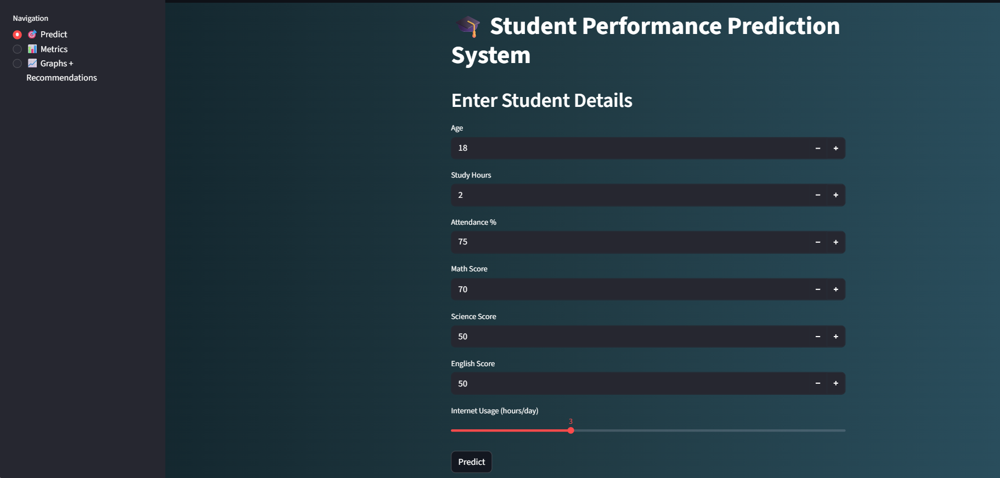 Navigation
Predict
Metrics
Graphs +
Recommendations
Student Performance Prediction
System
Enter Student Details
Age
18
Study Hours
2
Attendance %
75
Math Score
70
Science Score
50
English Score
50
Internet Usage (hours/day)
3
Predict